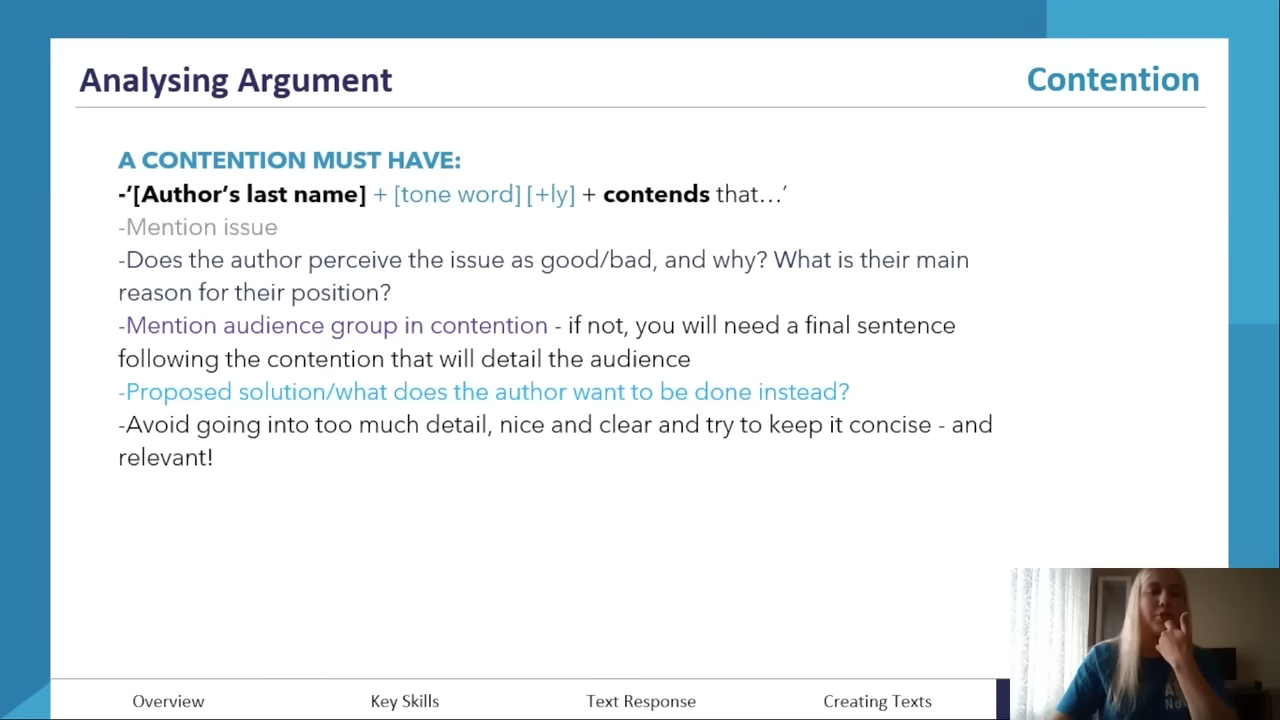 Analysing Argument
Contention
A CONTENTION MUST HAVE:
-'[Author's last name] + [tone word] [+ly] + contends that…'
-Mention issue
-Does the author perceive the issue as good/bad, and why? What is their main
reason for their position?
-Mention audience group in contention - if not, you will need a final sentence
following the contention that will detail the audience
-Proposed solution/what does the author want to be done instead?
-Avoid going into too much detail, nice and clear and try to keep it concise - and
relevant!
Overview
Key Skills
Text Response
Creating Texts